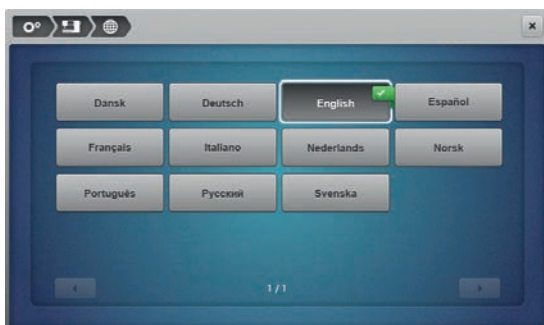 Dansk Deutsch English Español
Français Italiano Nederlands Norsk
Português Русский Svenska
1/1